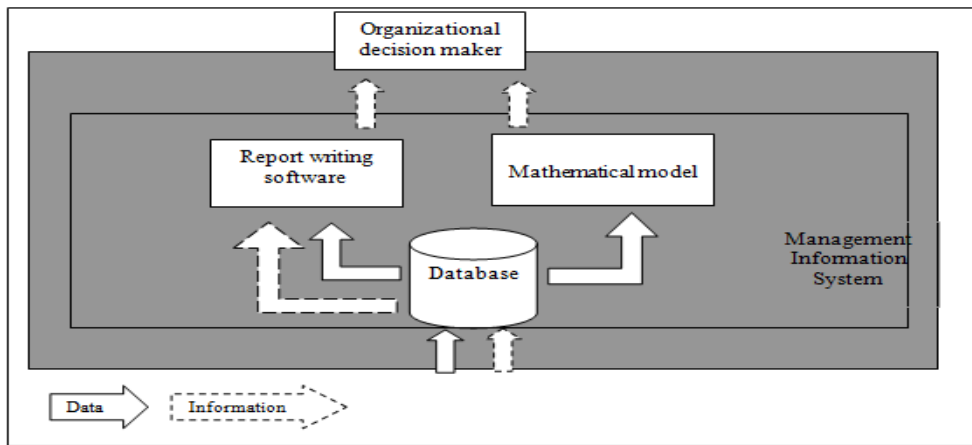 Organizational
decision maker
Report writing
software
Mathematical model
Management
Information
System
Database
Data
Information